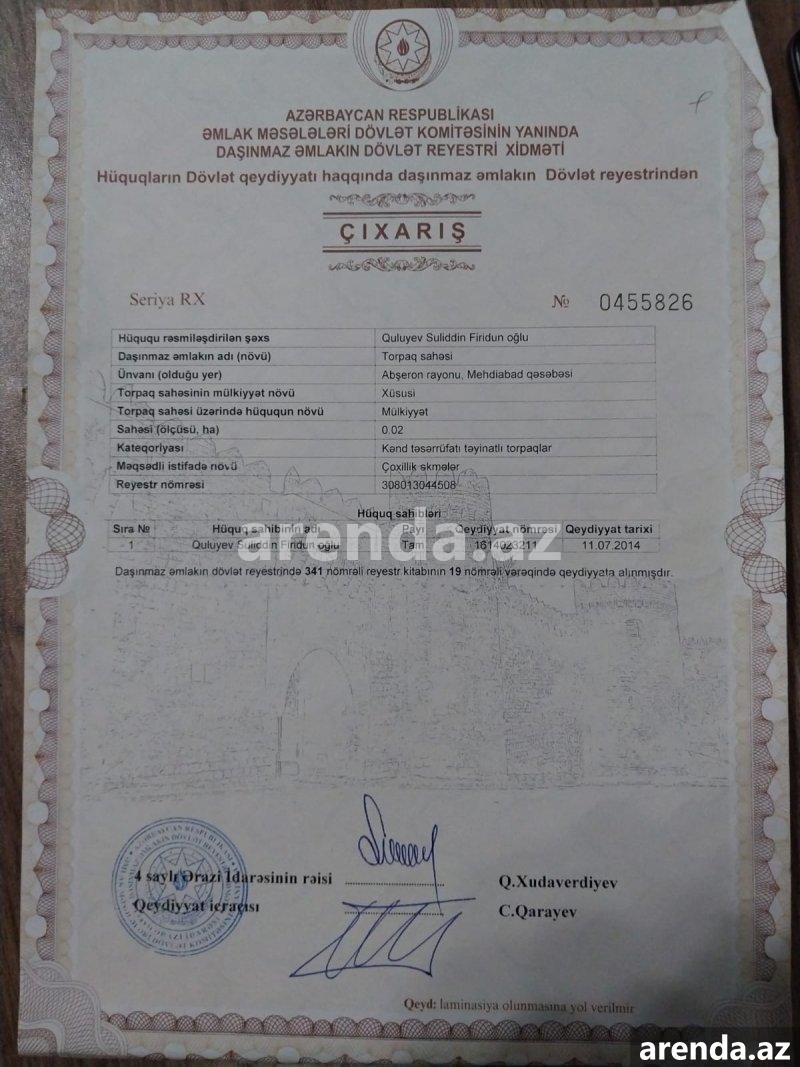 AZƏRBAYCAN RESPUBLİKASI
ƏMLAK MƏSƏLƏLƏRİ DÖVLƏT KOMİTƏSİNİN YANINDA
DAŞINMAZ ƏMLAKIN DÖVLƏT REYESTRİ XİDMƏTİ
Hüquqların Dövlət qeydiyyatı haqqında daşınmaz əmlakın Dövlət reyestrindən
ÇIXARIŞ
Seriya RX № 0455826
Hüququ rəsmiləşdirilən şəxs Quluyev Suliddin Firidun oğlu
Daşınmaz əmlakın adı (növü) Torpaq sahəsi
Ünvanı (olduğu yer) Abşeron rayonu, Mehdiabad qəsəbəsi
Torpaq sahəsinin mülkiyyət növü Xüsusi
Torpaq sahəsi üzərində hüququn növü Mülkiyyət
Sahəsi (ölçüsü, ha) 0.02
Kateqoriyası Kənd təsərrüfatı təyinatlı torpaqlar
Məqsədli istifadə növü Çoxillik əkmələr
Reyestr nömrəsi 308013044508
Hüquq sahibləri
Sıra № Hüquq sahibinin adı Payı Qeydiyyat nömrəsi Qeydiyyat tarixi
1 Quluyev Suliddin Firidun oğlu Tam 1614023211 11.07.2014
arenda.az
Daşınmaz əmlakın dövlət reyestrində 341 nömrəli reyestr kitabının 19 nömrəli vərəqində qeydiyyata alınmışdır.
4 saylı Ərazi İdarəsinin rəisi Q.Xudaverdiyev
Qeydiyyat icraçısı C.Qarayev
Qeyd: laminasiya olunmasına yol verilmir
arenda.az